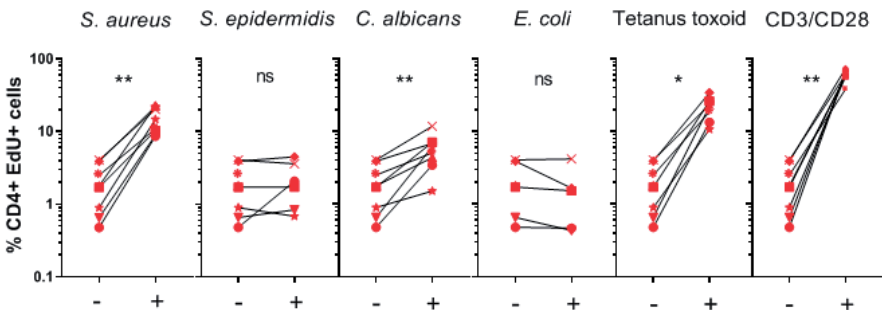 S. aureus S. epidermidis C. albicans E. coli Tetanus toxoid CD3/CD28
** ns ** ns * **
% CD4+ EdU+ cells
100
10
1
0.1
- + - + - + - + - + - +